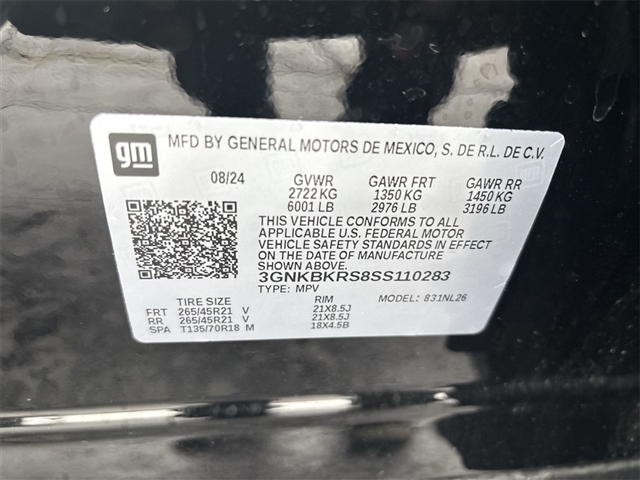 gm
MFD BY GENERAL MOTORS DE MEXICO, S. DE R.L. DE C.V.
08/24 GVWR GAWR FRT GAWR RR
2722 KG 1350 KG 1450 KG
6001 LB 2976 LB 3196 LB
THIS VEHICLE CONFORMS TO ALL
APPLICABLE U.S. FEDERAL MOTOR
VEHICLE SAFETY STANDARDS IN EFFECT
ON THE DATE OF MANUFACTURE
SHOWN ABOVE.
3GNKBKRS8SS110283
TYPE: MPV MODEL: 831NL26
TIRE SIZE RIM
FRT 265/45R21 V 21X8.5J
RR 265/45R21 V 21X8.5J
SPA T135/70R18 M 18X4.5B